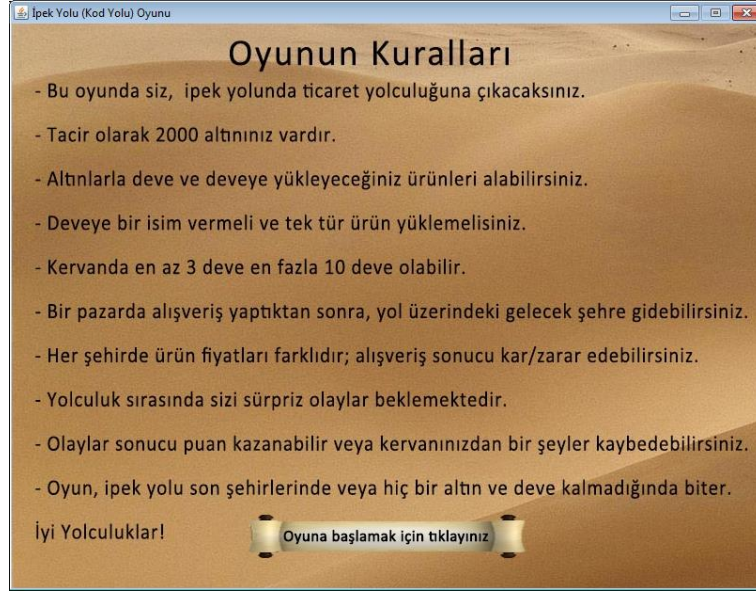 İpek Yolu (Kod Yolu) Oyunu
Oyunun Kuralları
- Bu oyunda siz, ipek yolunda ticaret yolculuğuna çıkacaksınız.
- Tacir olarak 2000 altınınız vardır.
- Altınlarla deve ve deveye yükleyeceğiniz ürünleri alabilirsiniz.
- Deveye bir isim vermeli ve tek tür ürün yüklemelisiniz.
- Kervanda en az 3 deve en fazla 10 deve olabilir.
- Bir pazarda alışveriş yaptıktan sonra, yol üzerindeki gelecek şehre gidebilirsiniz.
- Her şehirde ürün fiyatları farklıdır; alışveriş sonucu kar/zarar edebilirsiniz.
- Yolculuk sırasında sizi sürpriz olaylar beklemektedir.
- Olaylar sonucu puan kazanabilir veya kervanınızdan bir şeyler kaybedebilirsiniz.
- Oyun, ipek yolu son şehirlerinde veya hiç bir altın ve deve kalmadığında biter.
İyi Yolculuklar!
Oyuna başlamak için tıklayınız